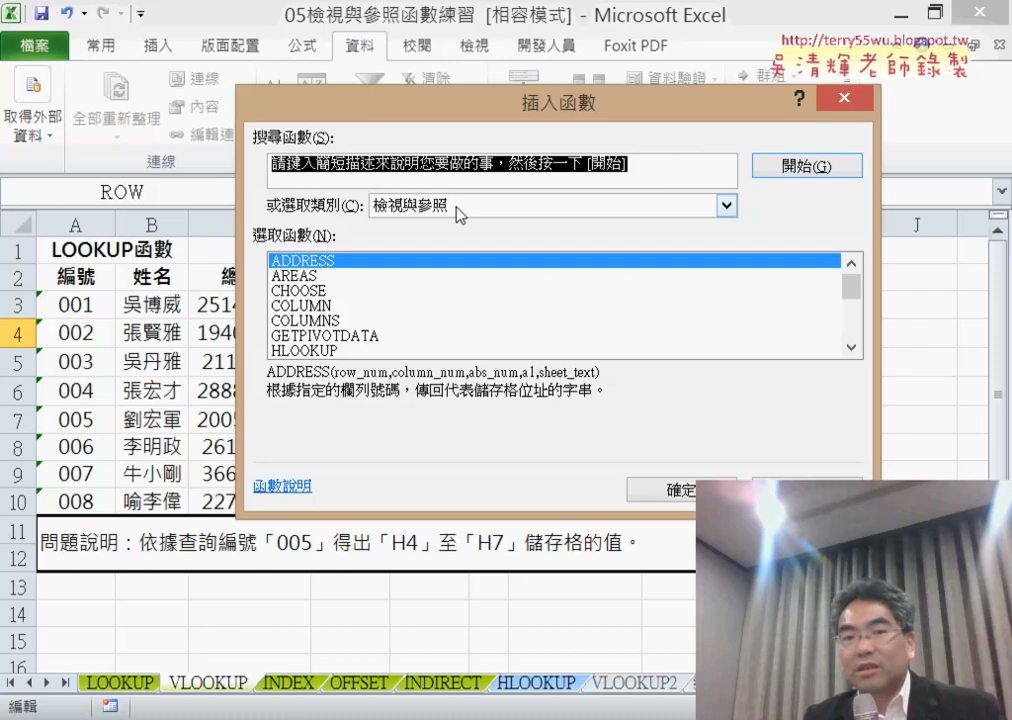 05檢視與參照函數練習 [相容模式] - Microsoft Excel
檔案 常用 插入 版面配置 公式 資料 校閱 檢視 開發人員 Foxit PDF
http://terry55wu.blogspot.tw
吳清輝老師錄製
取得外部
資料
全部重新整理
連線
內容
編輯連
連線
清除
資料驗證
群組
插入函數
搜尋函數(S):
請鍵入簡短描述來說明您要做的事，然後按一下 [開始]
開始(G)
或選取類別(C): 檢視與參照
選取函數(N):
ADDRESS
AREAS
CHOOSE
COLUMN
COLUMNS
GETPIVOTDATA
HLOOKUP
ADDRESS(row_num,column_num,abs_num,a1,sheet_text)
根據指定的欄列號碼，傳回代表儲存格位址的字串。
函數說明
確定
ROW
A B J
1 LOOKUP函數
2 編號 姓名 總
3 001 吳博威 2514
4 002 張賢雅 1940
5 003 吳丹雅 211
6 004 張宏才 2888
7 005 劉宏軍 2005
8 006 李明政 261
9 007 牛小剛 366
10 008 喻李偉 227
11
問題說明：依據查詢編號「005」得出「H4」至「H7」儲存格的值。
12
13
14
15
16
LOOKUP VLOOKUP INDEX OFFSET INDIRECT HLOOKUP VLOOKUP2
編輯